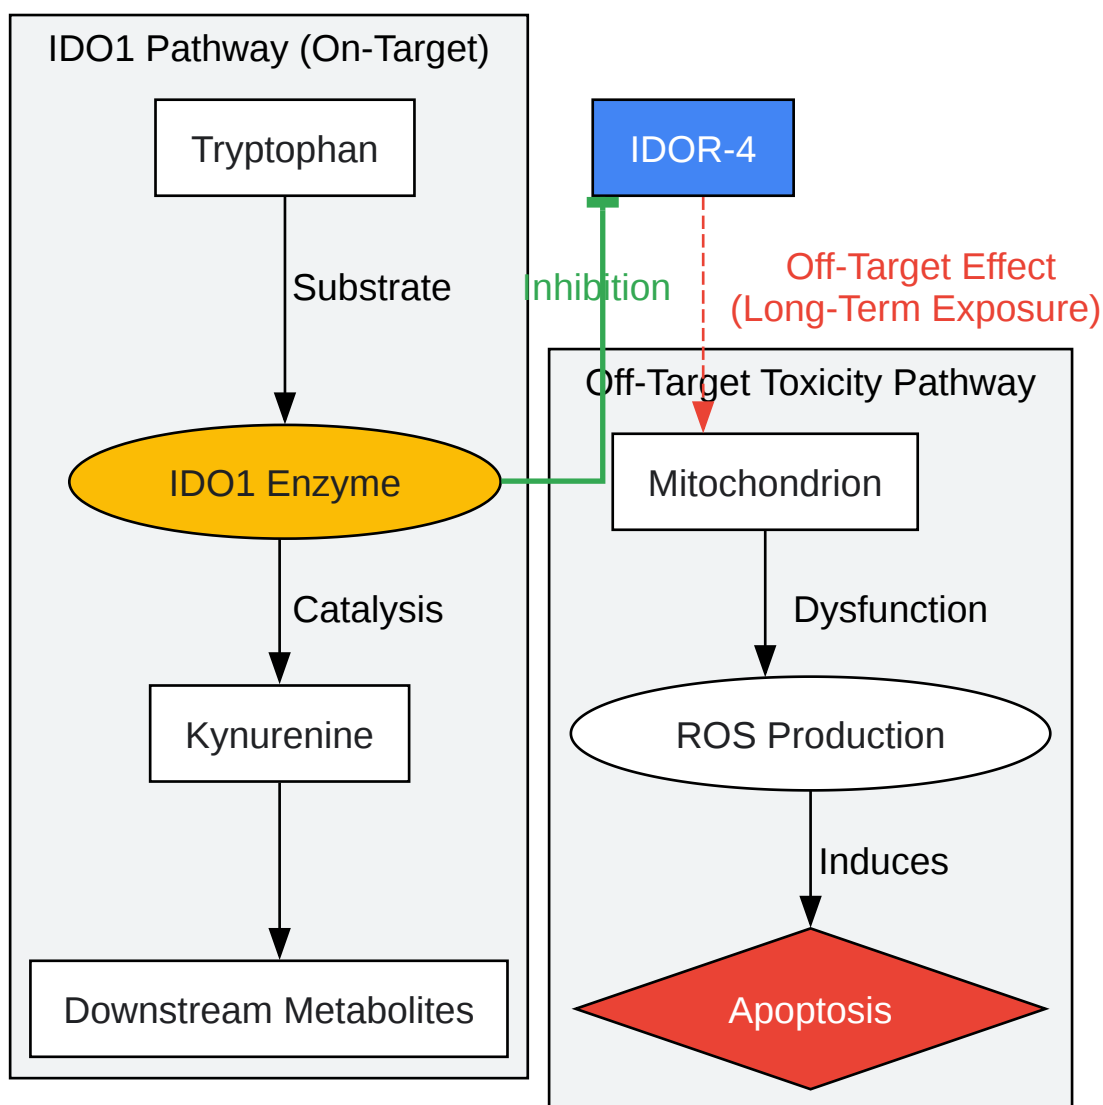 IDO1 Pathway (On-Target)
Tryptophan
IDOR-4
Substrate
Inhibition
Off-Target Effect
(Long-Term Exposure)
Off-Target Toxicity Pathway
IDO1 Enzyme
Mitochondrion
Catalysis
Dysfunction
Kynurenine
ROS Production
Induces
Downstream Metabolites
Apoptosis